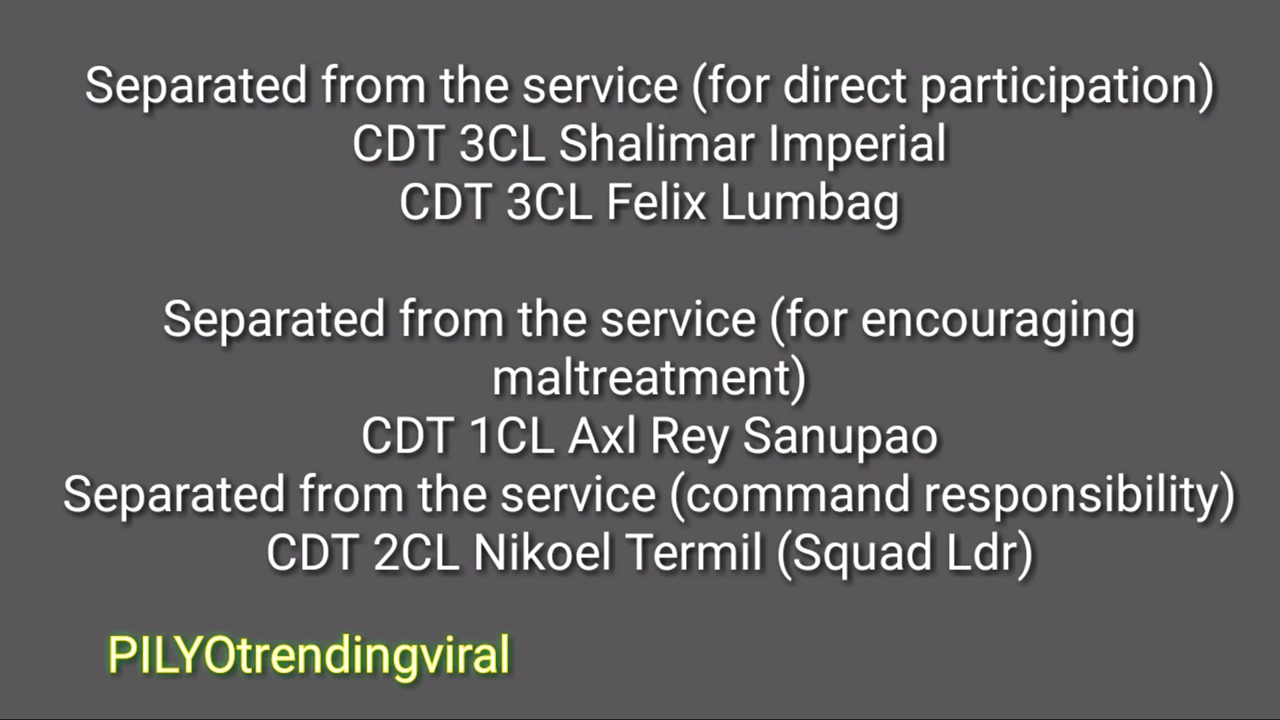 Separated from the service (for direct participation)
CDT 3CL Shalimar Imperial
CDT 3CL Felix Lumbag
Separated from the service (for encouraging
maltreatment)
CDT 1CL Axl Rey Sanupao
Separated from the service (command responsibility)
CDT 2CL Nikoel Termil (Squad Ldr)
PILYOtrendingviral